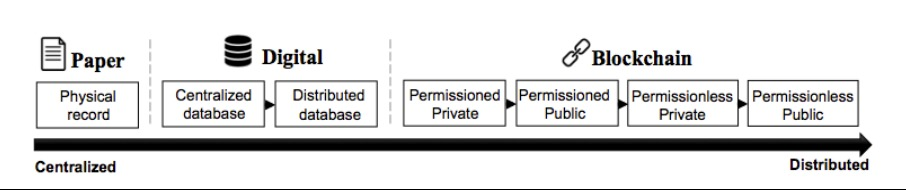 Paper
Digital
Blockchain
Physical
record
Centralized
database
Distributed
database
Permissioned
Private
Permissioned
Public
Permissionless
Private
Permissionless
Public
Centralized
Distributed